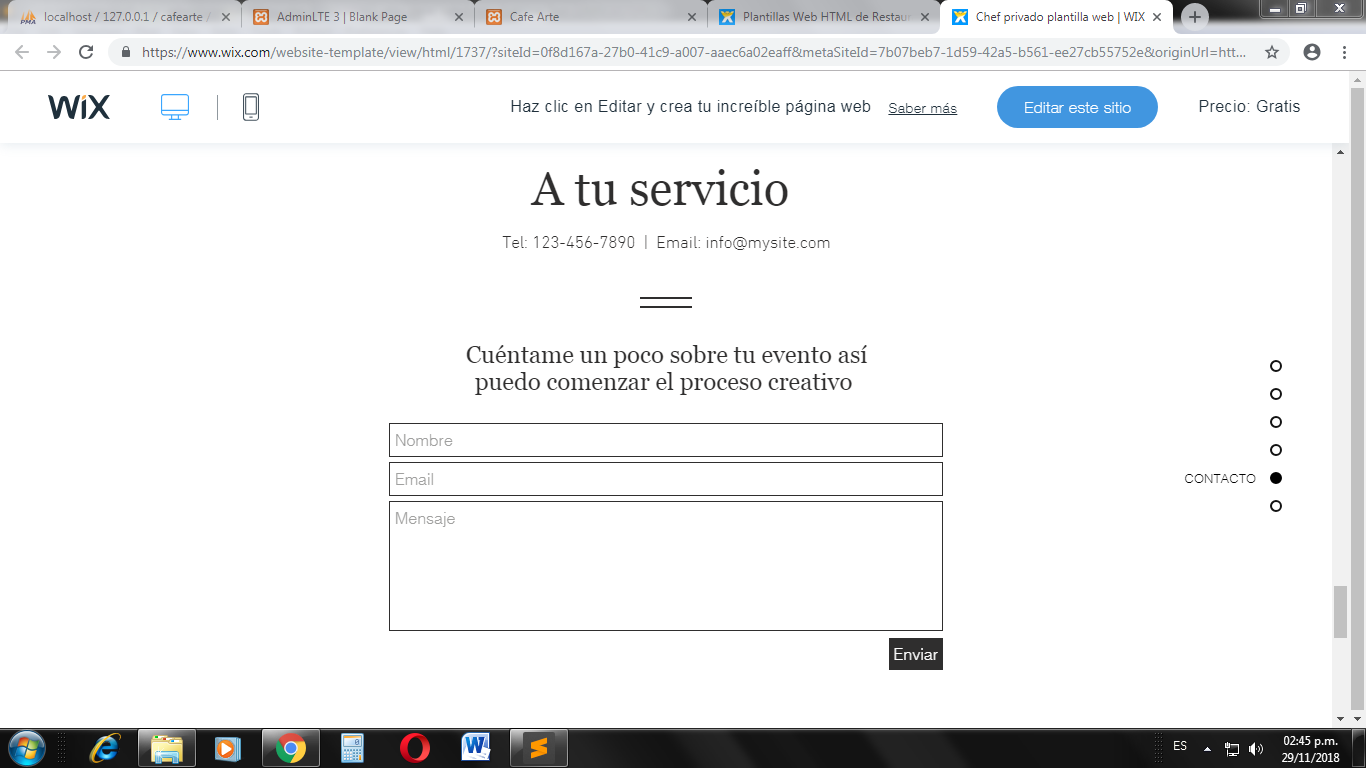 localhost / 127.0.0.1 / cafearte /
AdminLTE 3 | Blank Page
Cafe Arte
Plantillas Web HTML de Restau
Chef privado plantilla web | WIX
https://www.wix.com/website-template/view/html/1737/?siteId=0f8d167a-27b0-41c9-a007-aaec6a02eaff&metaSiteId=7b07beb7-1d59-42a5-b561-ee27cb55752e&originUrl=htt...
WiX
Haz clic en Editar y crea tu increíble página web
Saber más
Editar este sitio
Precio: Gratis
A tu servicio
Tel: 123-456-7890 | Email: info@mysite.com
Cuéntame un poco sobre tu evento así
puedo comenzar el proceso creativo
Nombre
Email
CONTACTO
Mensaje
Enviar
ES
02:45 p.m.
29/11/2018